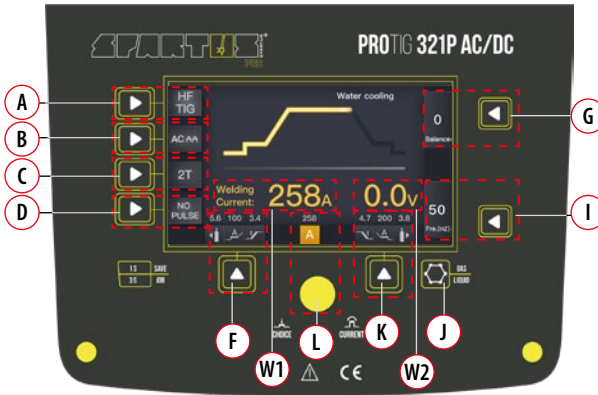 SPARTUS
PRO
PROTIG 321P AC/DC
A
HF
TIG
Water cooling
0
Balance
G
B
AC
C
2T
D
NO
PULSE
Welding
Current:
258A
0.0V
50
Fre.(HZ)
I
5.6 100 3.4
258
4.7 200 3.8
A
1S SAVE
3S JOB
GAS
LIQUID
F
L
K
J
CHOICE
CURRENT
W1
W2
CE